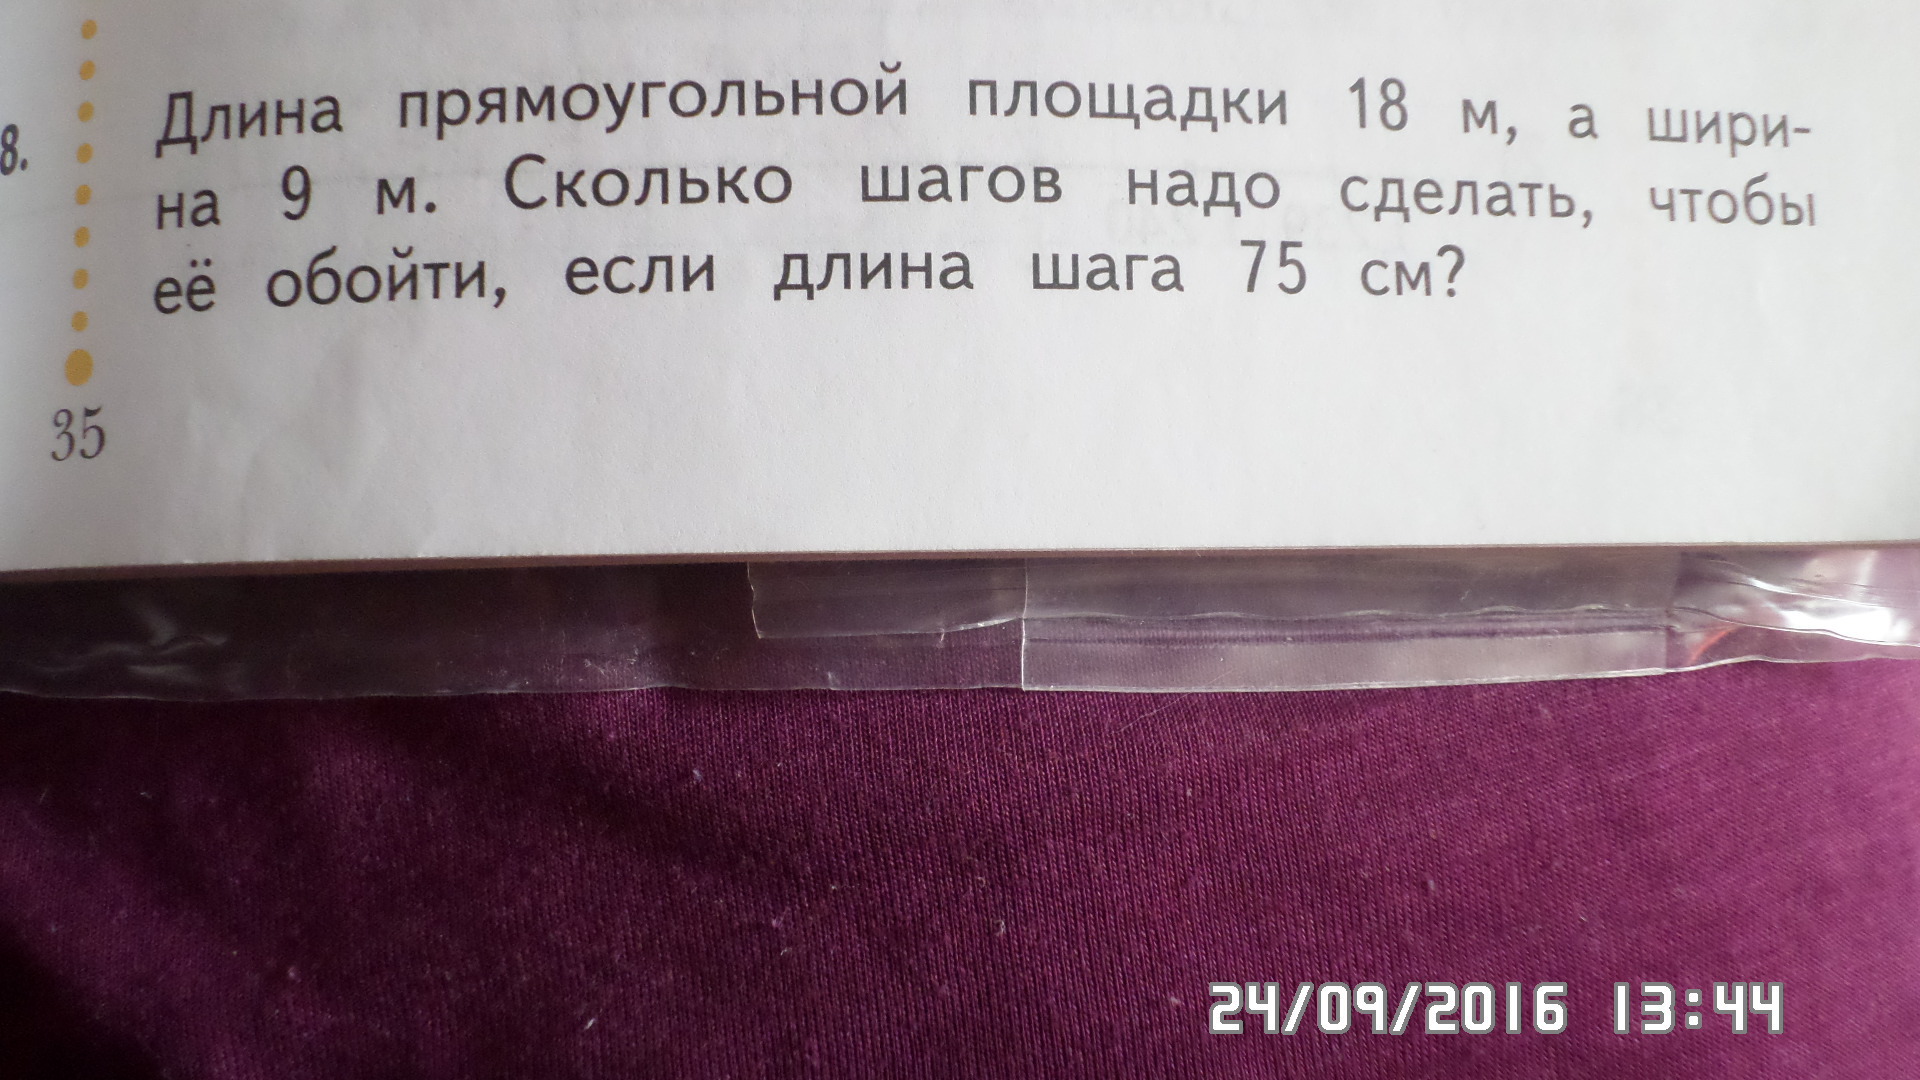 8.
Длина прямоугольной площадки 18 м, а шири-
на 9 м. Сколько шагов надо сделать, чтобы
её обойти, если длина шага 75 см?
35
24/09/2016 13:44